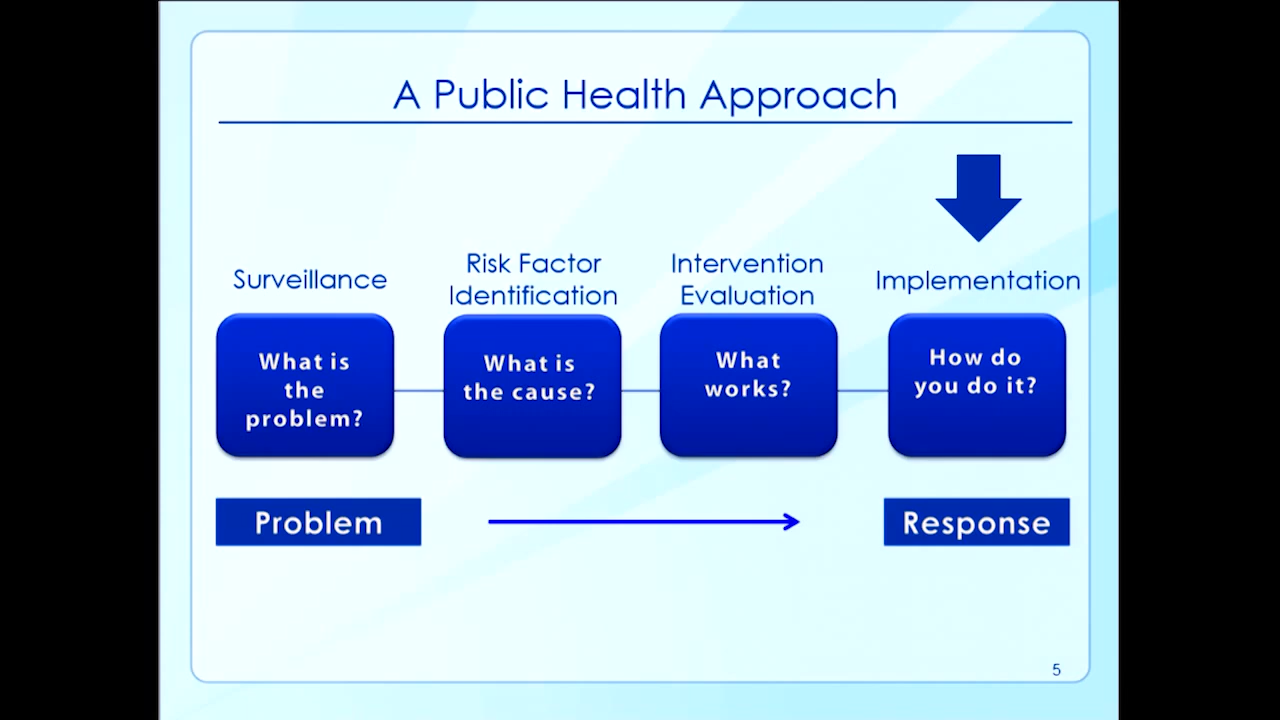 A Public Health Approach
Surveillance
Risk Factor
Identification
Intervention
Evaluation
Implementation
What is
the
problem?
What is
the cause?
What
works?
How do
you do it?
Problem
Response
5